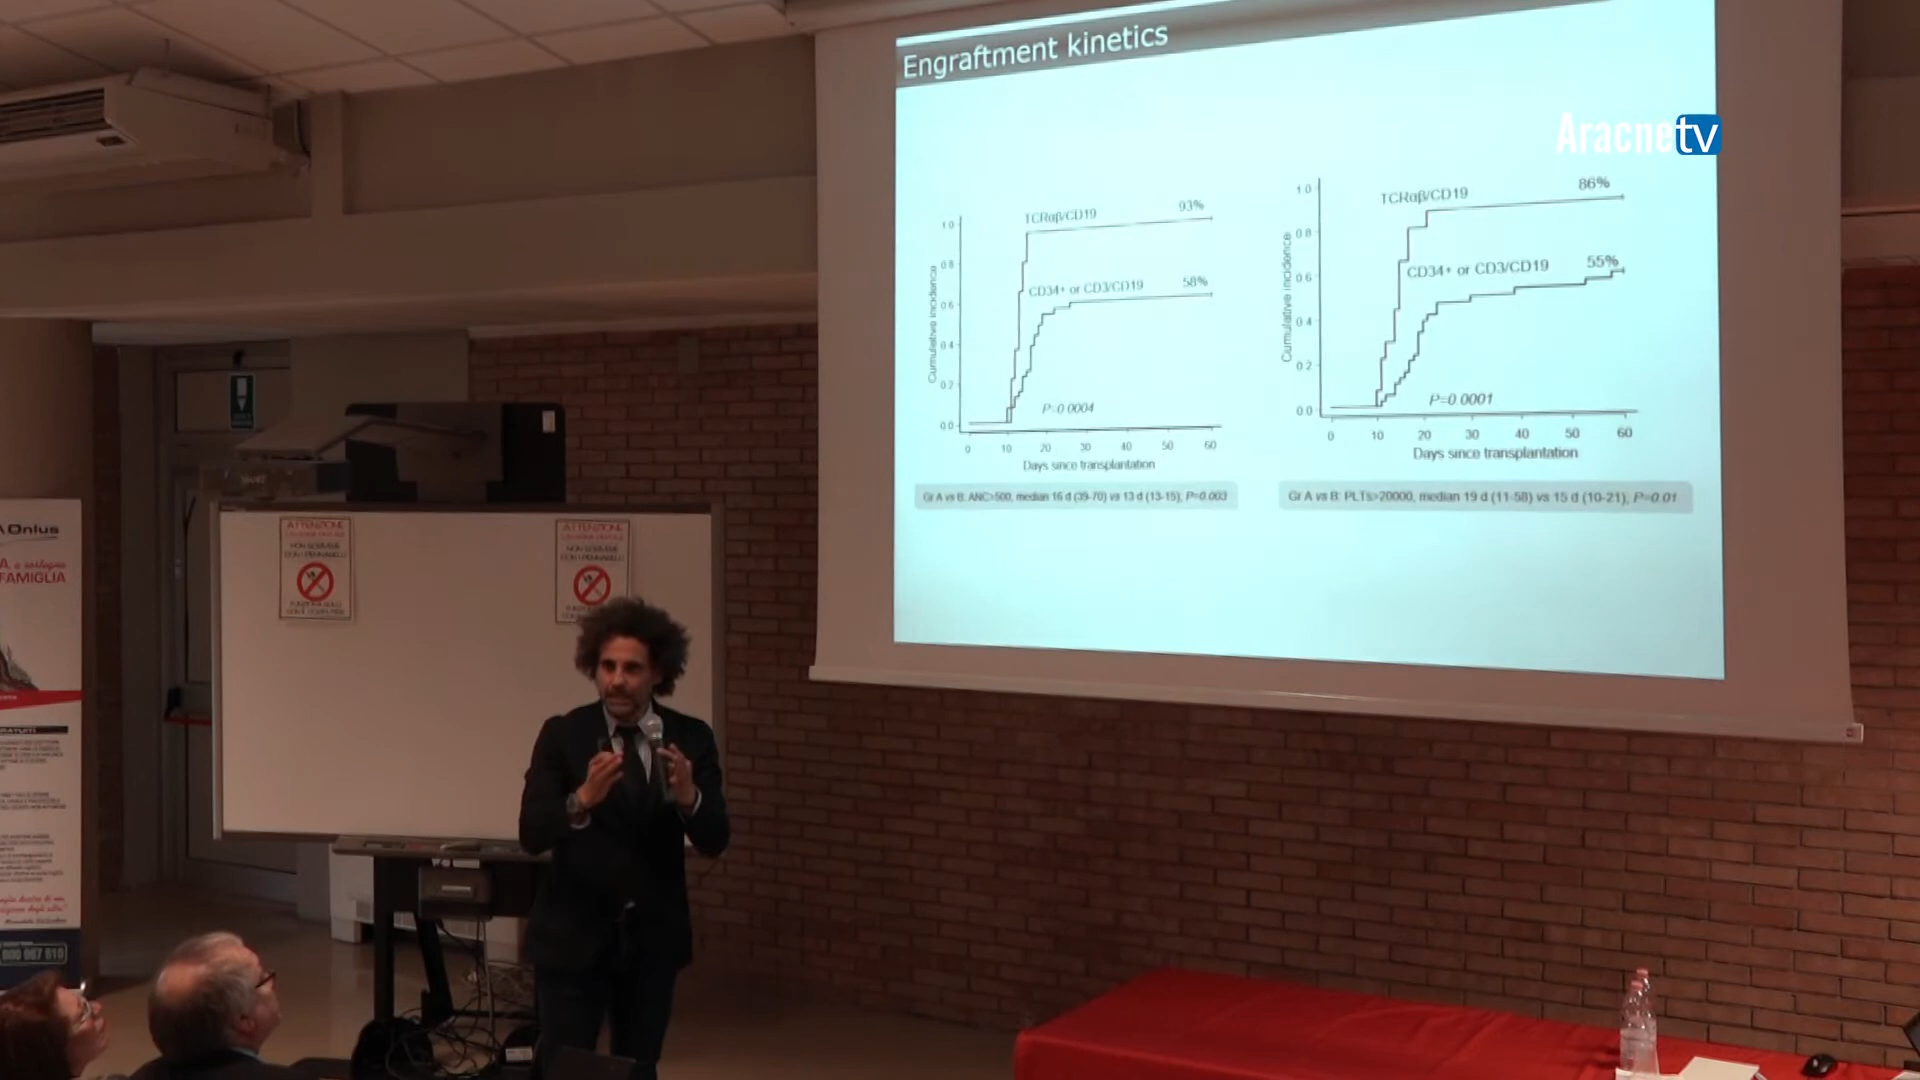 Engraftment kinetics
Aracnetv
TCRαβ/CD19
93%
CD34+ or CD3/CD19
58%
Cumulative incidence
1.0
0.8
0.6
0.4
0.2
0.0
P=0.0004
0 10 20 30 40 50 60
Days since transplantation
Gr A vs B: ANC>500, median 16 d (39-70) vs 13 d (13-15), P=0.003
TCRαβ/CD19
86%
CD34+ or CD3/CD19
55%
Cumulative incidence
1.0
0.8
0.6
0.4
0.2
0.0
P=0.0001
0 10 20 30 40 50 60
Days since transplantation
Gr A vs B: PLTs>20000, median 19 d (11-58) vs 15 d (10-21), P=0.01
ATTENZIONE
NON SCRIVERE
ATTENZIONE
NON SCRIVERE
Onlus
FAMIGLIA